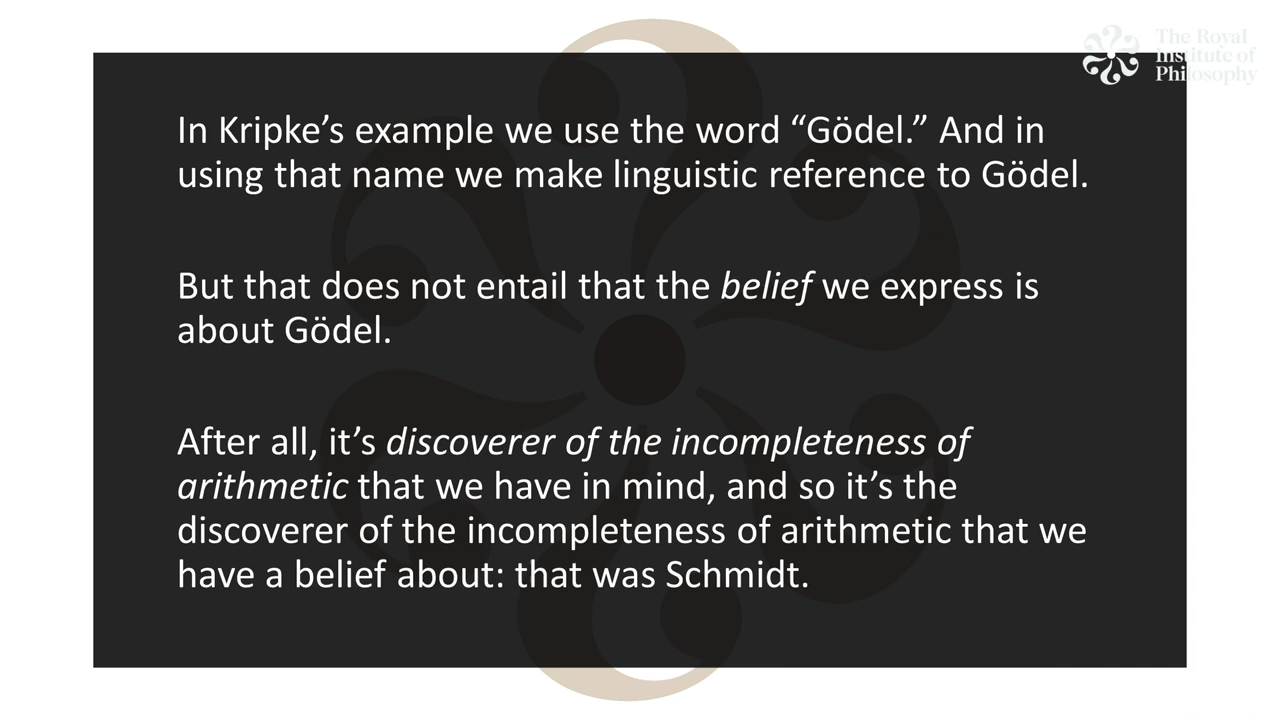 The Royal
Institute of
Philosophy
In Kripke’s example we use the word “Gödel.” And in
using that name we make linguistic reference to Gödel.
But that does not entail that the belief we express is
about Gödel.
After all, it’s discoverer of the incompleteness of
arithmetic that we have in mind, and so it’s the
discoverer of the incompleteness of arithmetic that we
have a belief about: that was Schmidt.